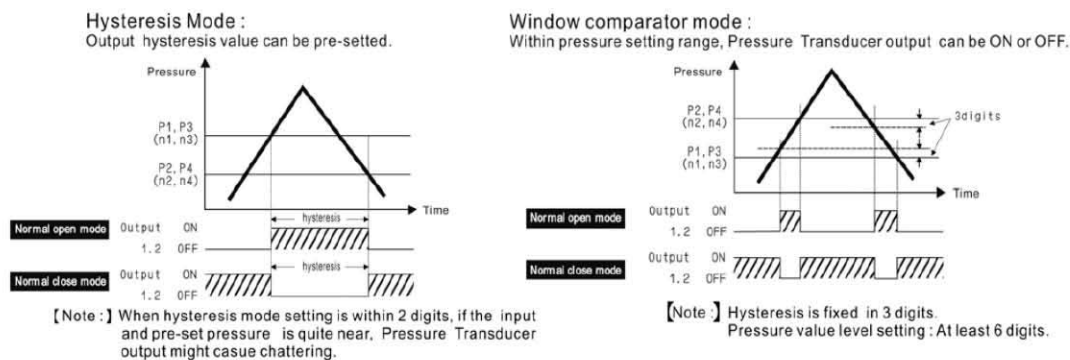 Hysteresis Mode :
Output hysteresis value can be pre-setted.
Pressure
P1, P3
(n1, n3)
P2, P4
(n2, n4)
Time
hysteresis
Normal open mode Output ON
1.2 OFF
hysteresis
Normal close mode Output ON
1.2 OFF
【Note :】 When hysteresis mode setting is within 2 digits, if the input
and pre-set pressure is quite near, Pressure Transducer
output might casue chattering.
Window comparator mode :
Within pressure setting range, Pressure Transducer output can be ON or OFF.
Pressure
P2, P4
(n2, n4)
3digits
P1, P3
(n1, n3)
Time
Normal open mode Output ON
1.2 OFF
Normal close mode Output ON
1.2 OFF
【Note :】 Hysteresis is fixed in 3 digits.
Pressure value level setting : At least 6 digits.